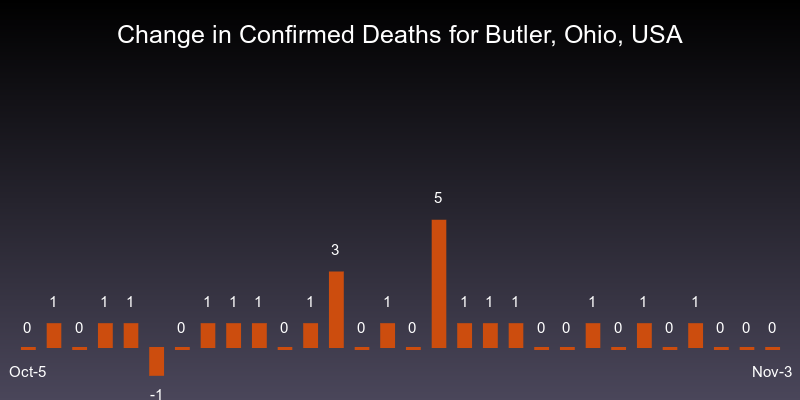 Change in Confirmed Deaths for Butler, Ohio, USA
5
3
1 1 1 1 1 1 1 1 1 1 1 1 1 1
0 0 0 0 0 0 0 0 0 0 0 0 0
Oct-5 Nov-3
-1